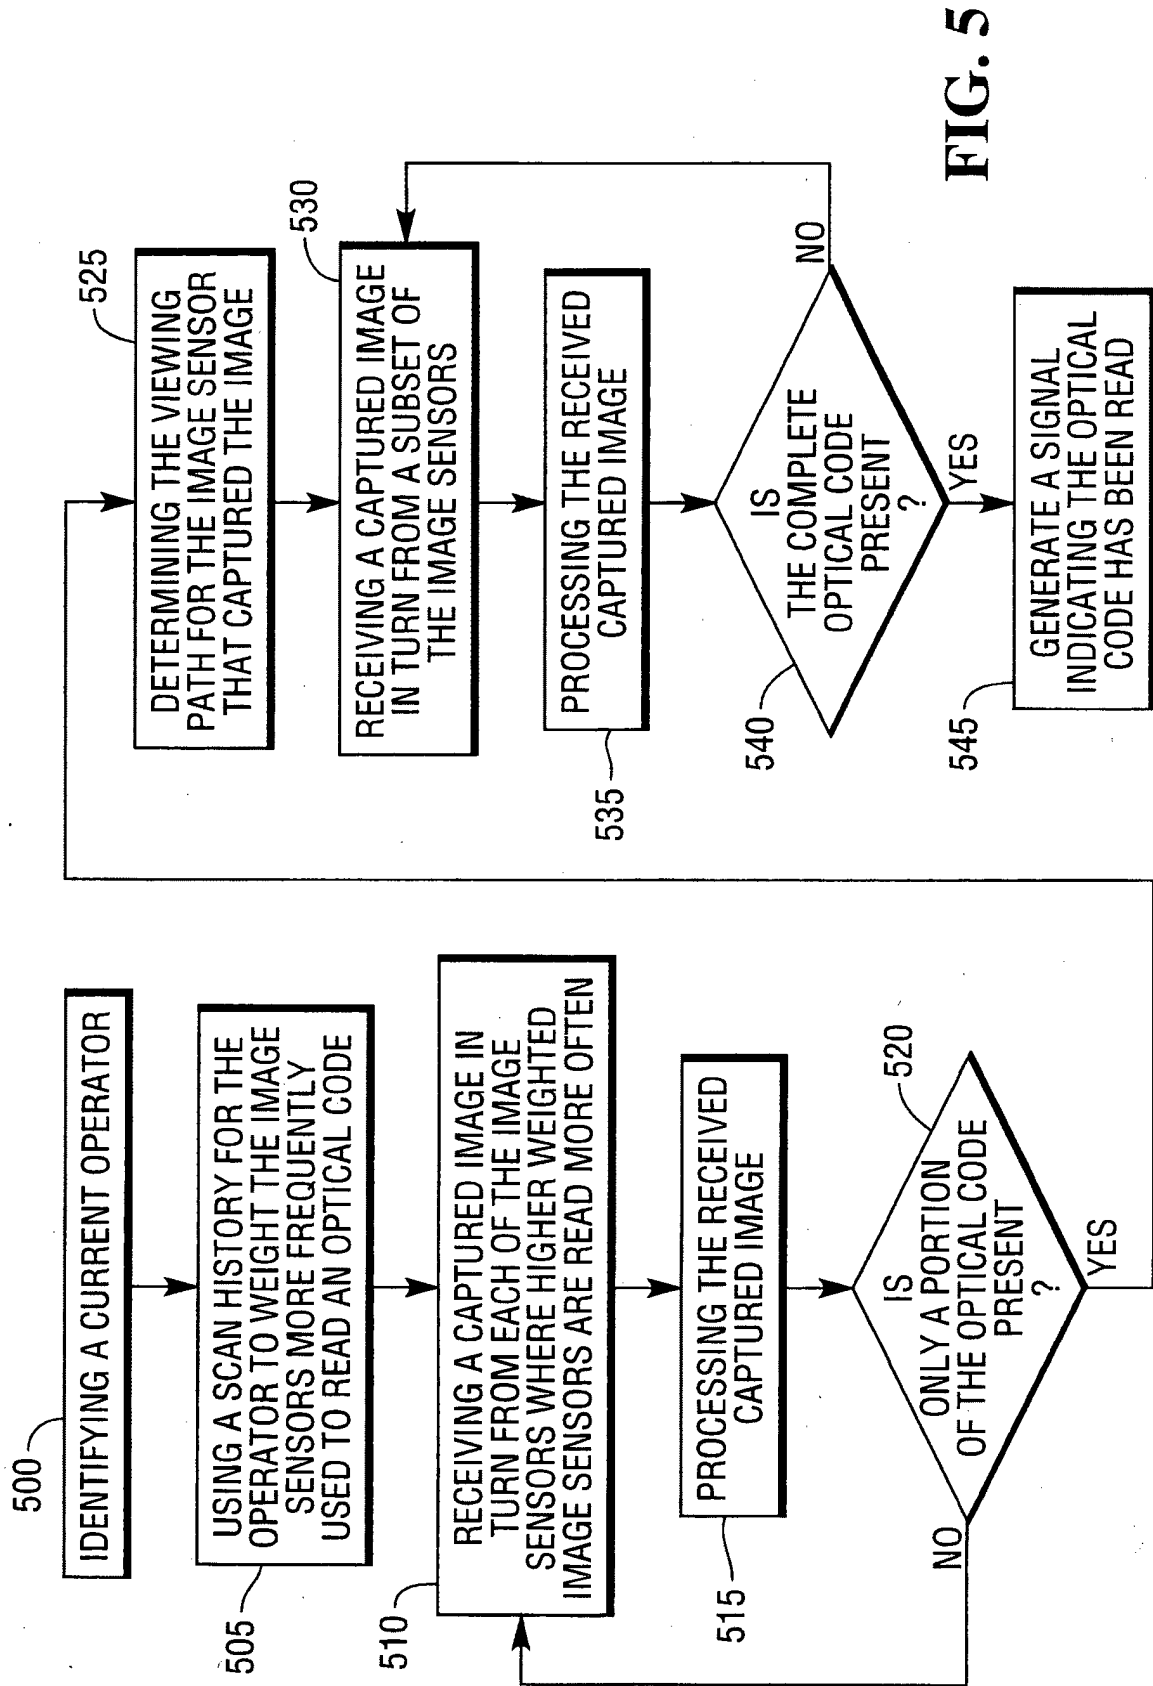 500
IDENTIFYING A CURRENT OPERATOR
505
USING A SCAN HISTORY FOR THE
OPERATOR TO WEIGHT THE IMAGE
SENSORS MORE FREQUENTLY
USED TO READ AN OPTICAL CODE
510
RECEIVING A CAPTURED IMAGE IN
TURN FROM EACH OF THE IMAGE
SENSORS WHERE HIGHER WEIGHTED
IMAGE SENSORS ARE READ MORE OFTEN
515
PROCESSING THE RECEIVED
CAPTURED IMAGE
520
IS
ONLY A PORTION
OF THE OPTICAL CODE
PRESENT
?
NO
YES
525
DETERMINING THE VIEWING
PATH FOR THE IMAGE SENSOR
THAT CAPTURED THE IMAGE
530
RECEIVING A CAPTURED IMAGE
IN TURN FROM A SUBSET OF
THE IMAGE SENSORS
535
PROCESSING THE RECEIVED
CAPTURED IMAGE
540
IS
THE COMPLETE
OPTICAL CODE
PRESENT
?
NO
YES
545
GENERATE A SIGNAL
INDICATING THE OPTICAL
CODE HAS BEEN READ
FIG. 5